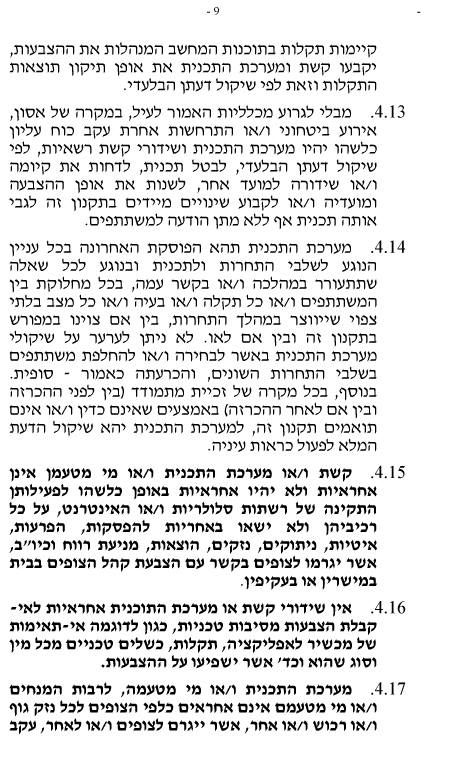 - 9 -
קיימות תקלות בתוכנות המחשב המנהלות את ההצבעות,
יקבעו קשת ומערכת התכנית את אופן תיקון תוצאות
התקלות וזאת לפי שיקול דעתן הבלעדי.
4.13. מבלי לגרוע מכלליות האמור לעיל, במקרה של אסון,
אירוע ביטחוני ו/או התרחשות אחרת עקב כוח עליון
כלשהו יהיו מערכת התכנית ושידורי קשת רשאיות, לפי
שיקול דעתן הבלעדי, לבטל תכנית, לדחות את קיומה
ו/או שידורה למועד אחר, לשנות את אופן ההצבעה
ומועדיה ו/או לקבוע שינויים מיידים בתקנון זה לגבי
אותה תכנית אף ללא מתן הודעה למשתתפים.
4.14. מערכת התכנית תהא הפוסקת האחרונה בכל עניין
הנוגע לשלבי התחרות ולתכנית ובנוגע לכל שאלה
שתתעורר במהלכה ו/או בקשר עמה, בכל מחלוקת בין
המשתתפים ו/או כל תקלה ו/או בעיה ו/או כל מצב בלתי
צפוי שייווצר במהלך התחרות, בין אם צוינו במפורש
בתקנון זה ובין אם לאו. לא ניתן לערער על שיקולי
מערכת התכנית באשר לבחירה ו/או להחלפת משתתפים
בשלבי התחרות השונים, והכרעתה כאמור - סופית.
בנוסף, בכל מקרה של זכיית מתמודד (בין לפני ההכרזה
ובין אם לאחר ההכרזה) באמצעים שאינם כדין ו/או אינם
תואמים תקנון זה, למערכת התכנית יהא שיקול הדעת
המלא לפעול כראות עיניה.
4.15. קשת ו/או מערכת התכנית ו/או מי מטעמן אינן
אחראיות ולא יהיו אחראיות באופן כלשהו לפעילותן
התקינה של רשתות סלולריות ו/או האינטרנט, על כל
רכיביהן ולא ישאו באחריות להפסקות, הפרעות,
איטיות, ניתוקים, נזקים, הוצאות, מניעת רווח וכיו"ב,
אשר יגרמו לצופים בקשר עם הצבעת קהל הצופים בבית
במישרין או בעקיפין.
4.16. אין שידורי קשת או מערכת התוכנית אחראיות לאי-
קבלת הצבעות מסיבות טכניות, כגון לדוגמה אי-תאימות
של מכשיר לאפליקציה, תקלות, כשלים טכניים מכל מין
וסוג שהוא וכד' אשר ישפיעו על ההצבעות.
4.17. מערכת התכנית ו/או מי מטעמה, לרבות המנחים
ו/או מי מטעמם אינם אחראים כלפי הצופים לכל נזק גוף
ו/או רכוש ו/או אחר, אשר ייגרם לצופים ו/או לאחר, עקב